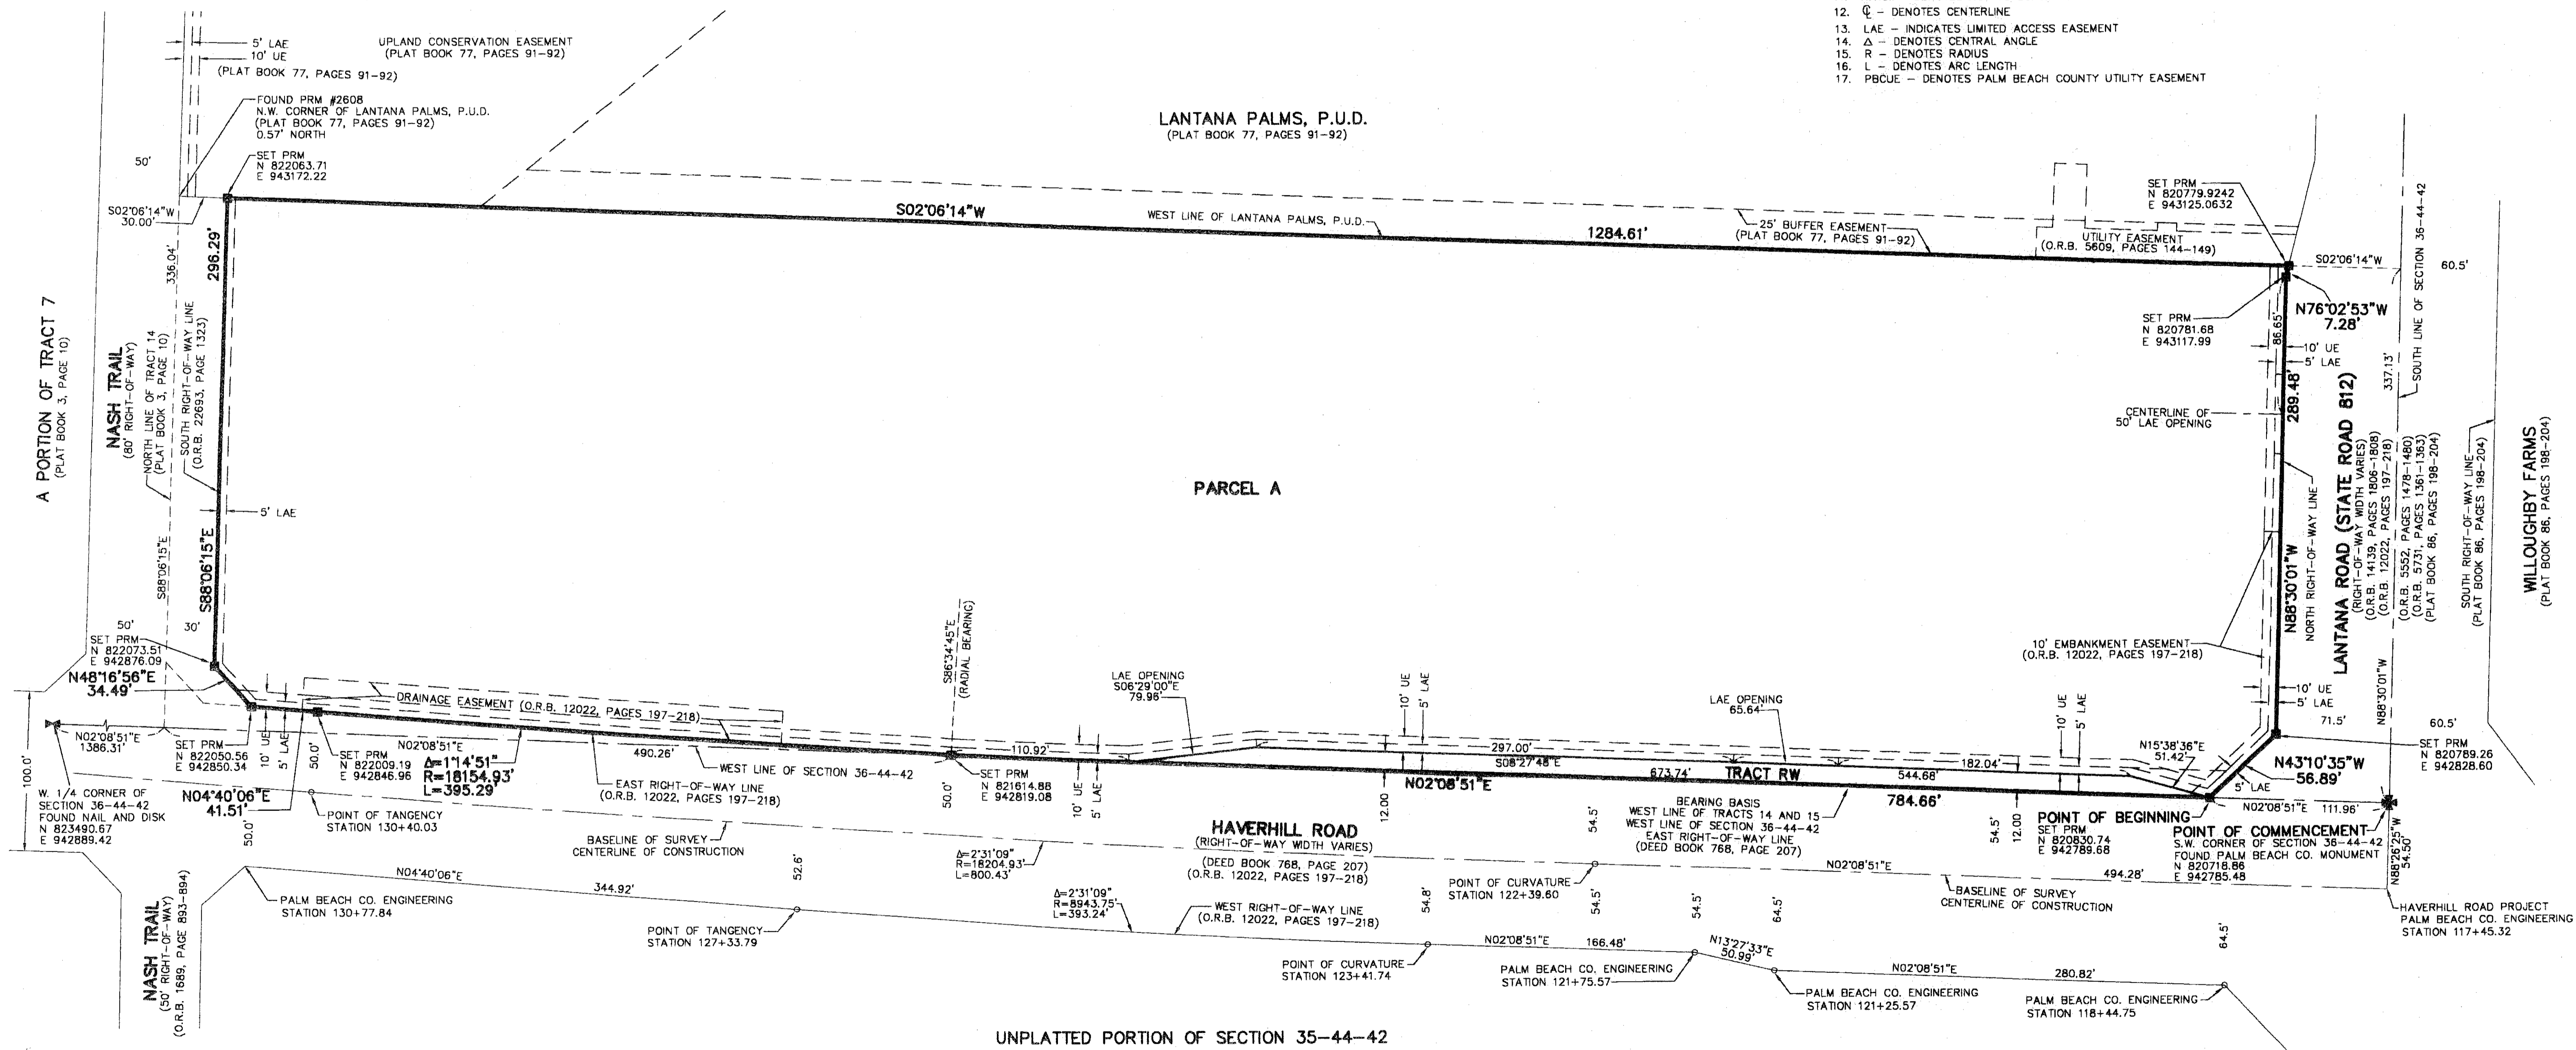 12. ℄ – DENOTES CENTERLINE
13. LAE – INDICATES LIMITED ACCESS EASEMENT
14. Δ – DENOTES CENTRAL ANGLE
15. R – DENOTES RADIUS
16. L – DENOTES ARC LENGTH
17. PBCUE – DENOTES PALM BEACH COUNTY UTILITY EASEMENT
5' LAE
10' UE
(PLAT BOOK 77, PAGES 91–92)
UPLAND CONSERVATION EASEMENT
(PLAT BOOK 77, PAGES 91–92)
FOUND PRM #2608
N.W. CORNER OF LANTANA PALMS, P.U.D.
(PLAT BOOK 77, PAGES 91–92)
0.57' NORTH
50'
SET PRM
N 822063.71
E 943172.22
S02°06'14"W
30.00'
LANTANA PALMS, P.U.D.
(PLAT BOOK 77, PAGES 91–92)
S02°06'14"W
WEST LINE OF LANTANA PALMS, P.U.D.
1284.61'
25' BUFFER EASEMENT
(PLAT BOOK 77, PAGES 91–92)
UTILITY EASEMENT
(O.R.B. 5609, PAGES 144–149)
SET PRM
N 820779.9242
E 943125.0632
S02°06'14"W
60.5'
N76°02'53"W
7.28'
SET PRM
N 820781.68
E 943117.99
86.65'
10' UE
5' LAE
289.48'
CENTERLINE OF
50' LAE OPENING
337.13'
SOUTH LINE OF SECTION 36–44–42
A PORTION OF TRACT 7
(PLAT BOOK 3, PAGE 10)
NASH TRAIL
(80' RIGHT–OF–WAY)
NORTH LINE OF TRACT 14
(PLAT BOOK 3, PAGE 10)
336.04'
296.29'
SOUTH RIGHT–OF–WAY LINE
(O.R.B. 22693, PAGE 1323)
5' LAE
S88°06'15"E
S88°06'15"E
PARCEL A
N88°30'01"W
NORTH RIGHT–OF–WAY LINE
LANTANA ROAD (STATE ROAD 812)
(RIGHT–OF–WAY WIDTH VARIES)
(O.R.B. 14139, PAGES 1806–1808)
(O.R.B. 12022, PAGES 197–218)
(O.R.B. 5552, PAGES 1478–1480)
(O.R.B. 5731, PAGES 1361–1363)
(PLAT BOOK 86, PAGES 198–204)
SOUTH RIGHT–OF–WAY LINE
(PLAT BOOK 86, PAGES 198–204)
WILLOUGHBY FARMS
(PLAT BOOK 86, PAGES 198–204)
10' EMBANKMENT EASEMENT
(O.R.B. 12022, PAGES 197–218)
10' UE
5' LAE
71.5'
N88°30'01"W
60.5'
SET PRM
N 820789.26
E 942828.60
N43°10'35"W
56.89'
5' LAE
50'
30'
SET PRM
N 822073.51
E 942876.09
N48°16'56"E
34.49'
100.0'
N02°08'51"E
1386.31'
W. 1/4 CORNER OF
SECTION 36–44–42
FOUND NAIL AND DISK
N 823490.67
E 942889.42
SET PRM
N 822050.56
E 942850.34
10' UE
5' LAE
50.0'
SET PRM
N 822009.19
E 942846.96
N04°40'06"E
41.51'
DRAINAGE EASEMENT (O.R.B. 12022, PAGES 197–218)
N02°08'51"E
490.26'
Δ=1°14'51"
R=18154.93'
L=395.29'
WEST LINE OF SECTION 36–44–42
EAST RIGHT–OF–WAY LINE
(O.R.B. 12022, PAGES 197–218)
S86°34'45"E
(RADIAL BEARING)
SET PRM
N 821614.88
E 942819.08
50.0'
110.92'
10' UE
5' LAE
LAE OPENING
S06°29'00"E
79.96'
12.00
10' UE
5' LAE
297.00'
S08°27'48"E
N02°08'51"E
LAE OPENING
65.64'
673.74'
TRACT RW
544.68'
784.66'
182.04'
12.00
10' UE
5' LAE
N15°38'36"E
51.42'
POINT OF BEGINNING
SET PRM
N 820830.74
E 942789.68
N02°08'51"E
111.96'
POINT OF COMMENCEMENT
S.W. CORNER OF SECTION 36–44–42
FOUND PALM BEACH CO. MONUMENT
N 820718.86
E 942785.48
N88°26'25"W
54.50'
BEARING BASIS
WEST LINE OF TRACTS 14 AND 15
WEST LINE OF SECTION 36–44–42
EAST RIGHT–OF–WAY LINE
(DEED BOOK 768, PAGE 207)
POINT OF TANGENCY
STATION 130+40.03
50.0'
BASELINE OF SURVEY
CENTERLINE OF CONSTRUCTION
HAVERHILL ROAD
(RIGHT–OF–WAY WIDTH VARIES)
(DEED BOOK 768, PAGE 207)
(O.R.B. 12022, PAGES 197–218)
Δ=2°31'09"
R=18204.93'
L=800.43'
54.5'
54.5'
POINT OF CURVATURE
STATION 122+39.60
N02°08'51"E
494.28'
BASELINE OF SURVEY
CENTERLINE OF CONSTRUCTION
HAVERHILL ROAD PROJECT
PALM BEACH CO. ENGINEERING
STATION 117+45.32
N04°40'06"E
344.92'
PALM BEACH CO. ENGINEERING
STATION 130+77.84
52.6'
POINT OF TANGENCY
STATION 127+33.79
Δ=2°31'09"
R=8943.75'
L=393.24'
WEST RIGHT–OF–WAY LINE
(O.R.B. 12022, PAGES 197–218)
54.8'
54.5'
54.5'
64.5'
64.5'
POINT OF CURVATURE
STATION 123+41.74
N02°08'51"E
166.48'
PALM BEACH CO. ENGINEERING
STATION 121+75.57
N13°27'33"E
50.99'
PALM BEACH CO. ENGINEERING
STATION 121+25.57
N02°08'51"E
280.82'
PALM BEACH CO. ENGINEERING
STATION 118+44.75
NASH TRAIL
(50' RIGHT–OF–WAY)
(O.R.B. 1689, PAGE 893–894)
UNPLATTED PORTION OF SECTION 35–44–42